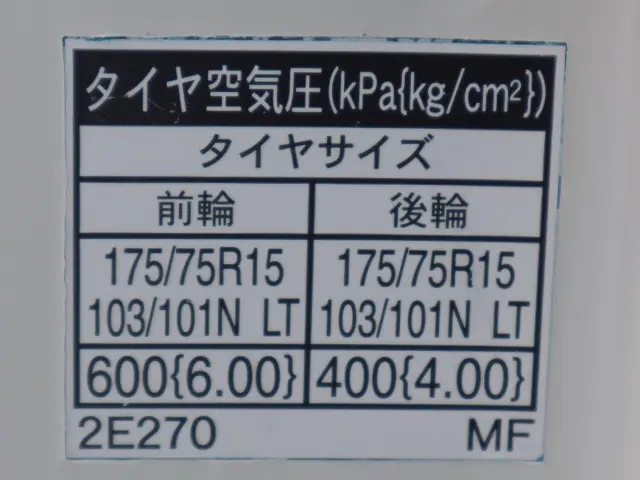 タイヤ空気圧(kPa{kg/cm²})
タイヤサイズ
前輪 後輪
175/75R15 175/75R15
103/101N LT 103/101N LT
600{6.00} 400{4.00}
2E270 MF